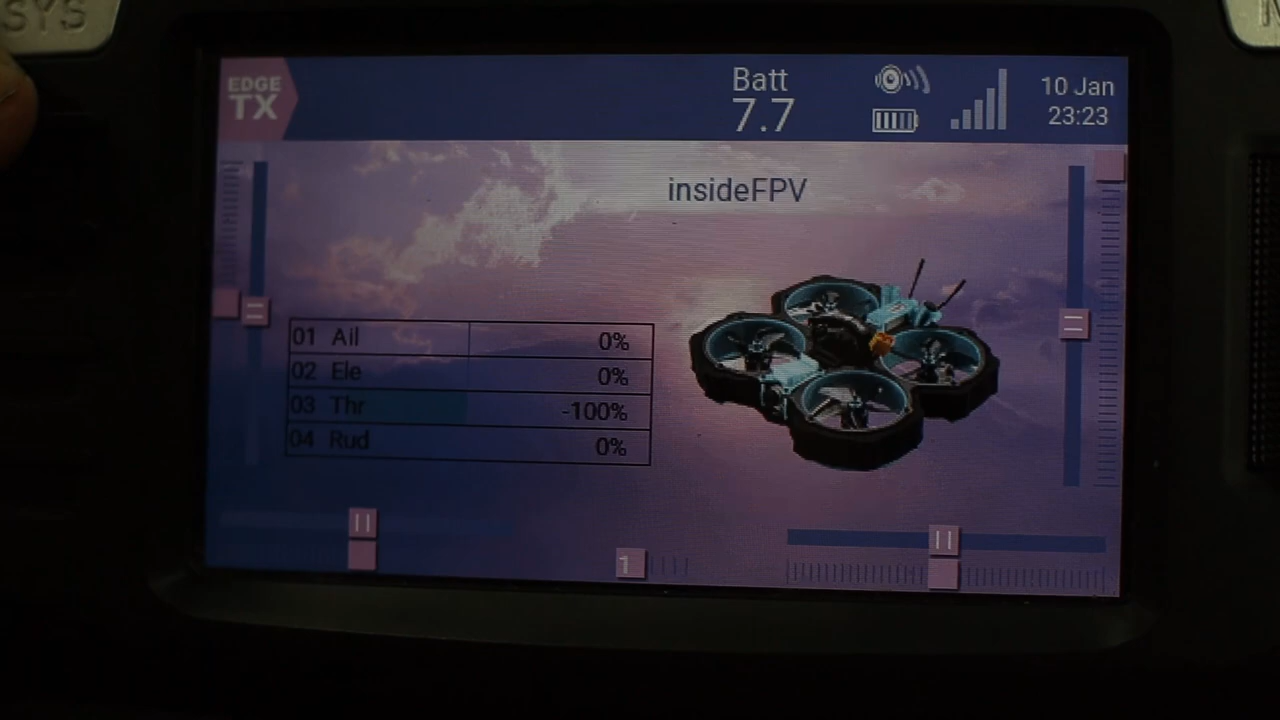 SYS
EDGE
TX
Batt
7.7
10 Jan
23:23
insideFPV
01 Ail 0%
02 Ele 0%
03 Thr -100%
04 Rud 0%
1